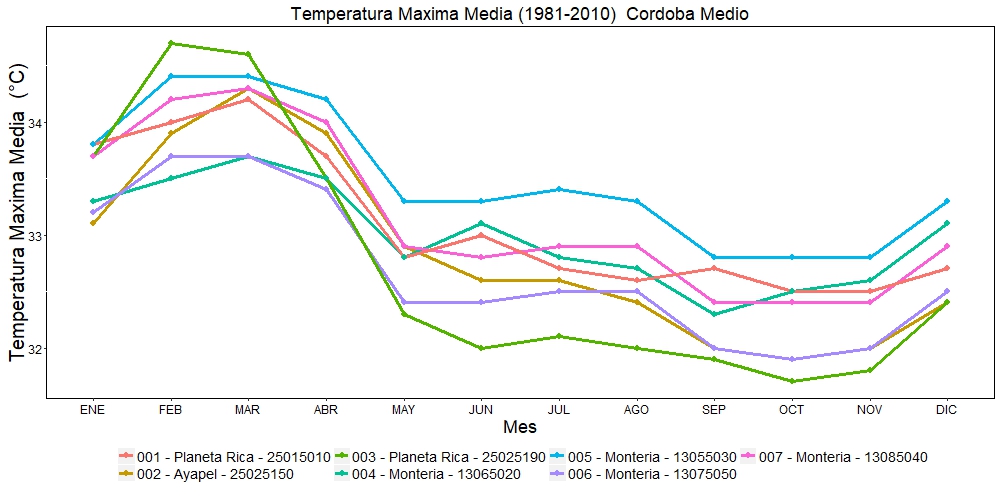 Temperatura Maxima Media (1981-2010) Cordoba Medio
Temperatura Maxima Media (°C)
34
33
32
ENE FEB MAR ABR MAY JUN JUL AGO SEP OCT NOV DIC
Mes
001 - Planeta Rica - 25015010 003 - Planeta Rica - 25025190 005 - Monteria - 13055030 007 - Monteria - 13085040
002 - Ayapel - 25025150 004 - Monteria - 13065020 006 - Monteria - 13075050